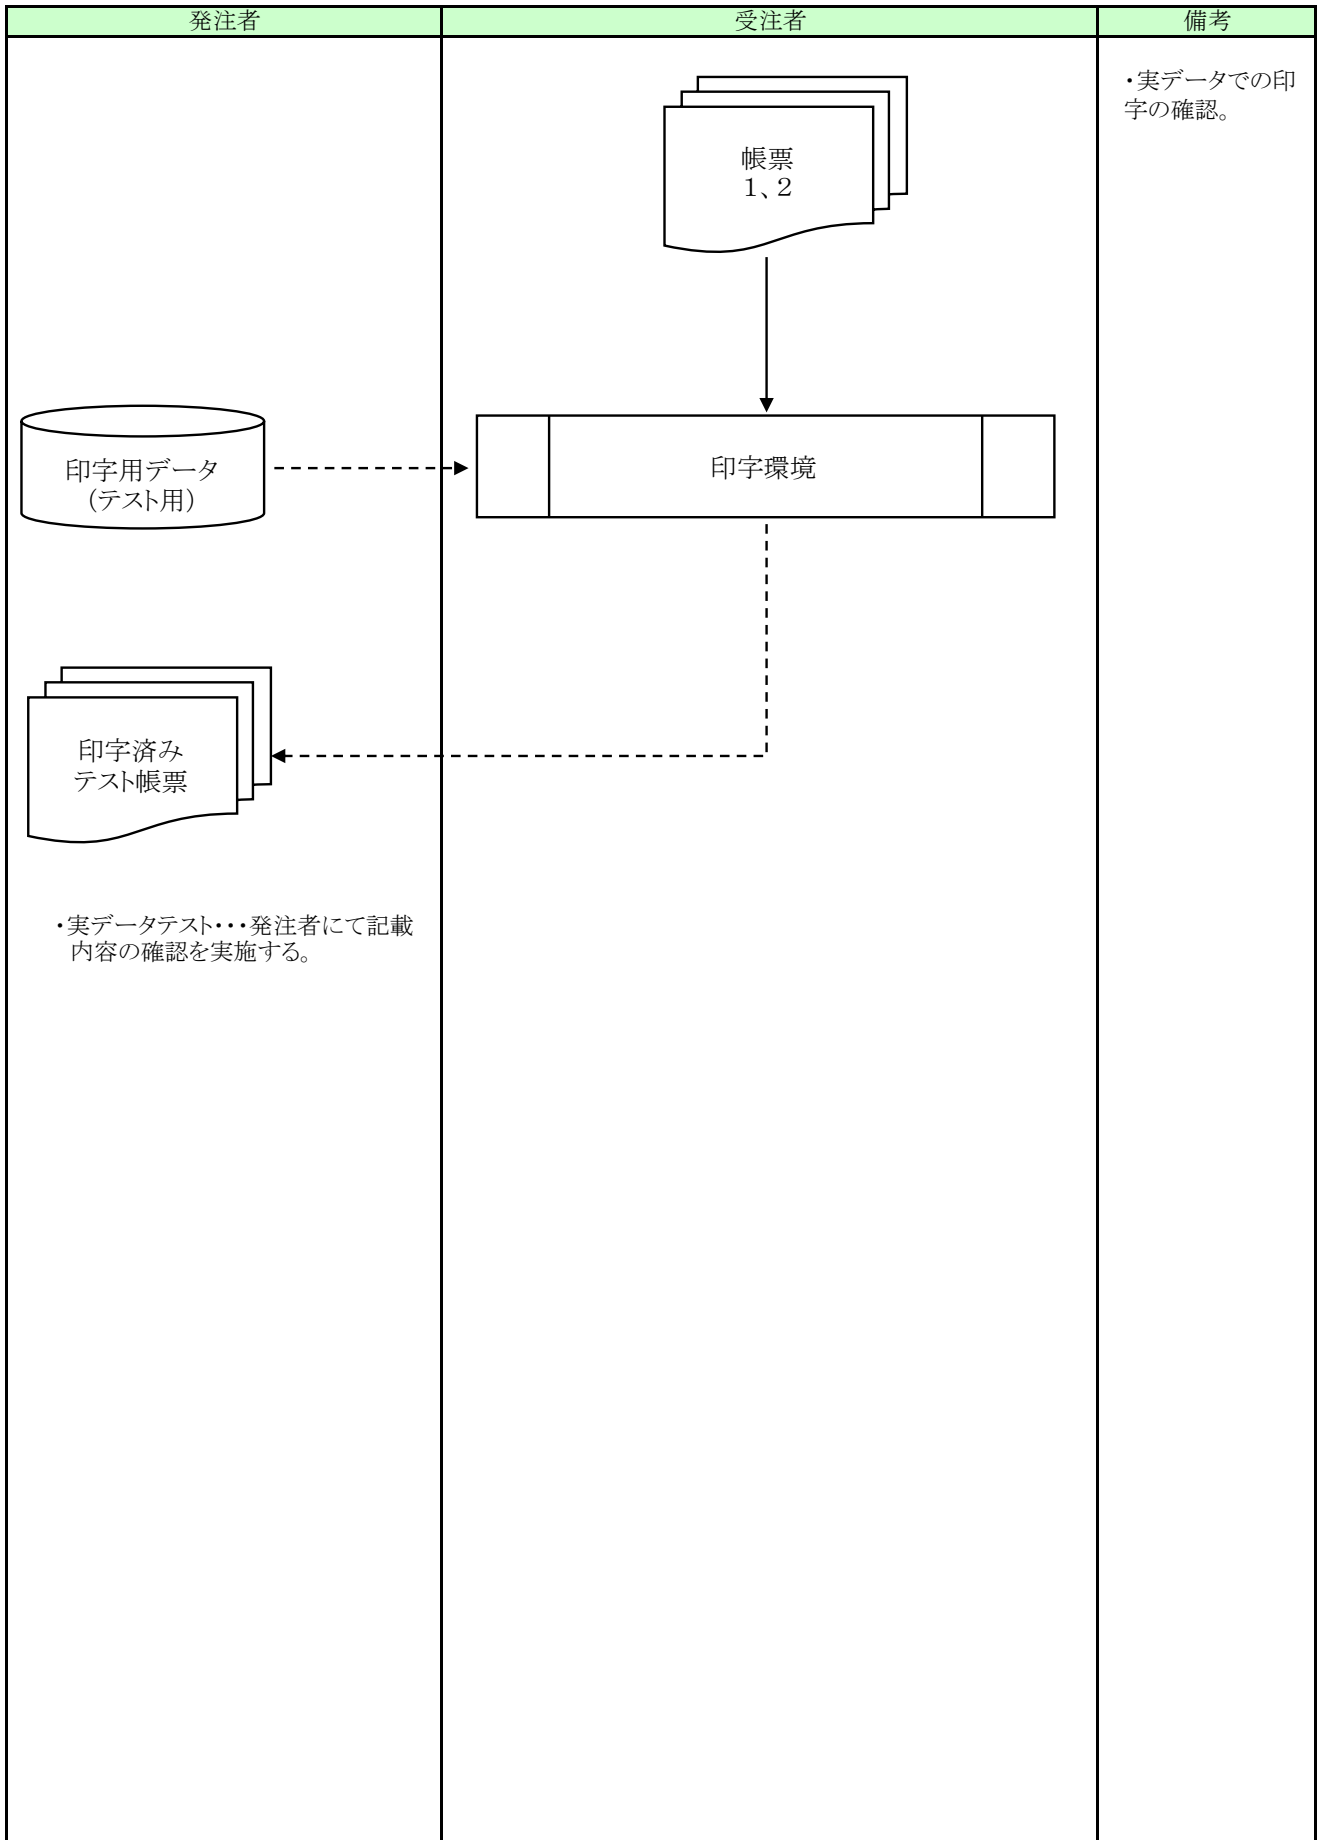 発注者
受注者
備考
・実データでの印
字の確認。
帳票
１、２
印字用データ
（テスト用）
印字環境
印字済み
テスト帳票
・実データテスト・・・発注者にて記載
内容の確認を実施する。